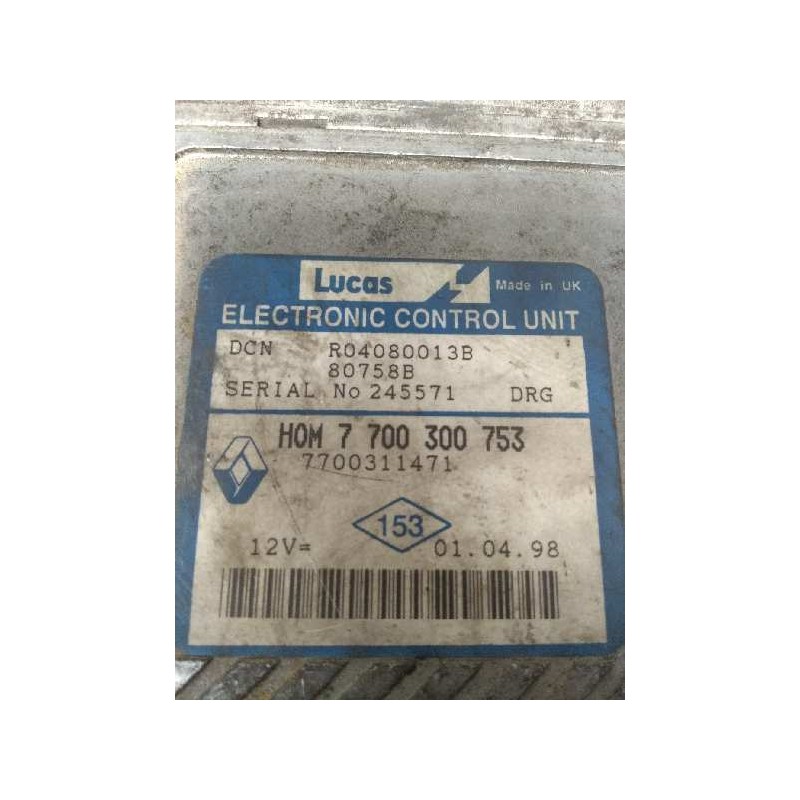 Lucas Made in UK
ELECTRONIC CONTROL UNIT
DCN R04080013B
80758B
SERIAL No 245571 DRG
HOM 7 700 300 753
7700311471
153
12V= 01.04.98